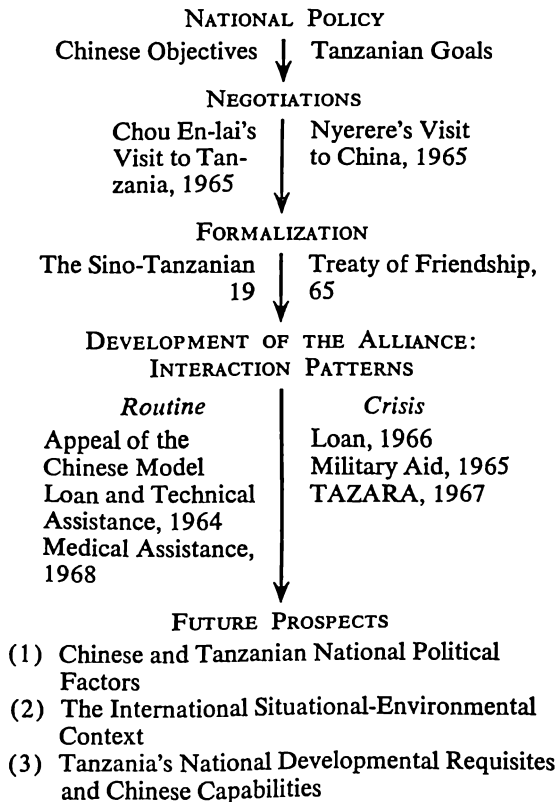 NATIONAL POLICY
Chinese Objectives Tanzanian Goals
NEGOTIATIONS
Chou En-lai's
Visit to Tan-
zania, 1965
Nyerere's Visit
to China, 1965
FORMALIZATION
The Sino-Tanzanian Treaty of Friendship,
19 65
DEVELOPMENT OF THE ALLIANCE:
INTERACTION PATTERNS
Routine
Appeal of the
Chinese Model
Loan and Technical
Assistance, 1964
Medical Assistance,
1968
Crisis
Loan, 1966
Military Aid, 1965
TAZARA, 1967
FUTURE PROSPECTS
(1) Chinese and Tanzanian National Political
Factors
(2) The International Situational-Environmental
Context
(3) Tanzania's National Developmental Requisites
and Chinese Capabilities